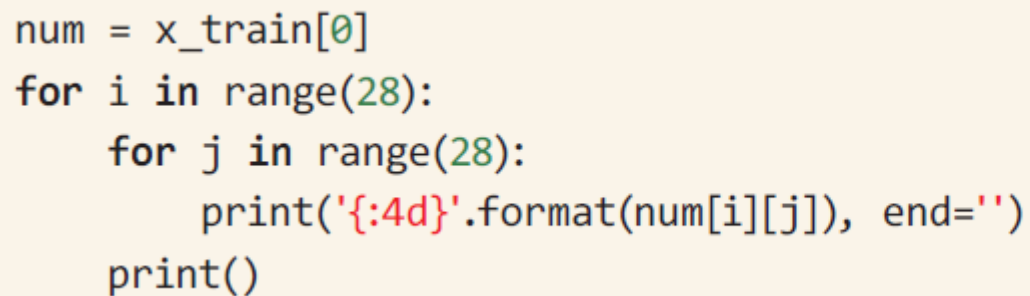 num = x_train[0]
for i in range(28):
    for j in range(28):
        print('{:4d}'.format(num[i][j]), end='')
    print()